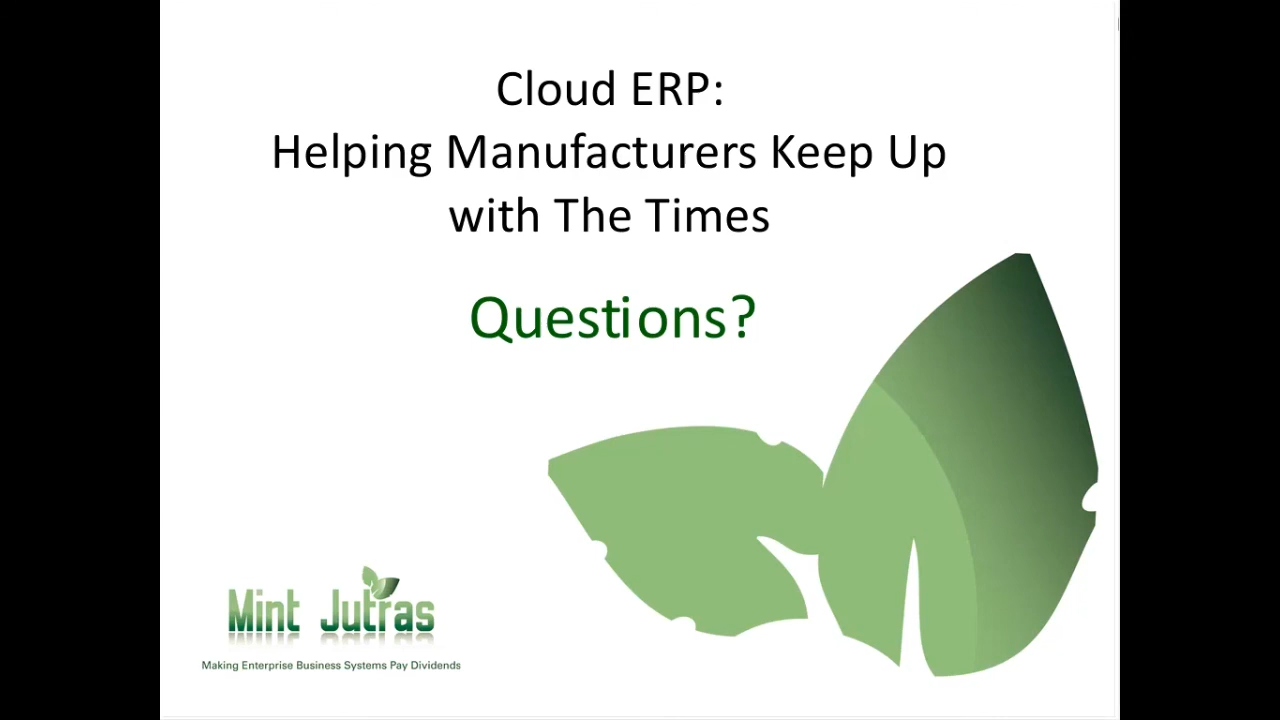 Cloud ERP:
Helping Manufacturers Keep Up
with The Times
Questions?
Mint Jutras
Making Enterprise Business Systems Pay Dividends